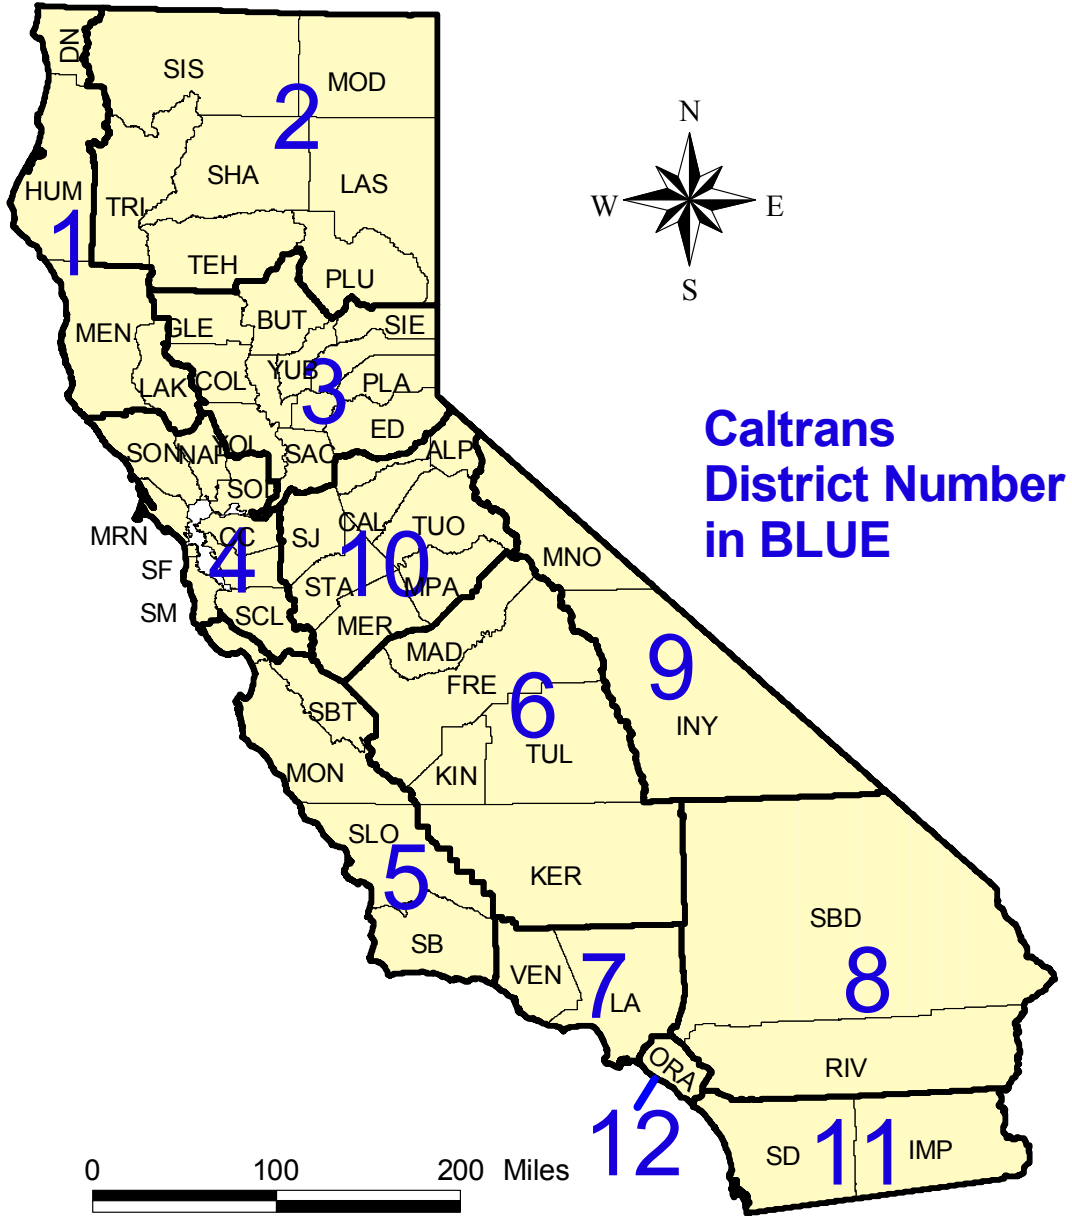 DN
SIS
MOD
2
N
HUM
SHA
LAS
W
E
TRI
1
TEH
PLU
S
MEN
GLE
BUT
SIE
YUB
LAK
COL
3
PLA
ED
Caltrans
District Number
in BLUE
SON
NAP
YOL
SAC
ALP
SOL
MRN
CC
SJ
CAL
TUO
SF
4
10
MNO
STA
MPA
SM
SCL
MER
MAD
9
FRE
6
SBT
INY
TUL
MON
KIN
SLO
5
KER
SBD
SB
VEN
7
LA
8
ORA
RIV
12
SD
11
IMP
0 100 200 Miles